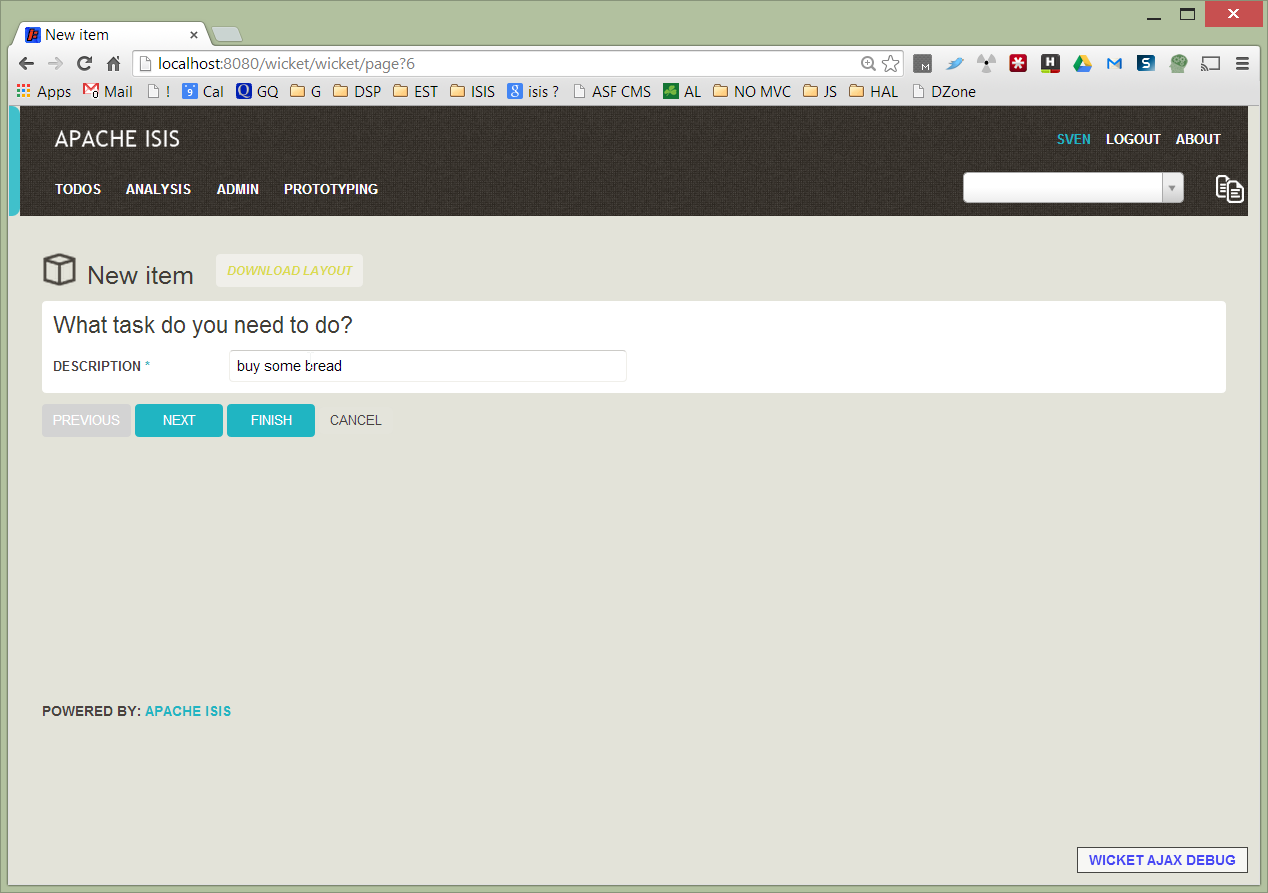 New item
localhost:8080/wicket/wicket/page?6
Apps Mail ! Cal GQ G DSP EST ISIS isis ? ASF CMS AL NO MVC JS HAL DZone
APACHE ISIS
SVEN LOGOUT ABOUT
TODOS ANALYSIS ADMIN PROTOTYPING
New item DOWNLOAD LAYOUT
What task do you need to do?
DESCRIPTION * buy some bread
PREVIOUS NEXT FINISH CANCEL
POWERED BY: APACHE ISIS
WICKET AJAX DEBUG